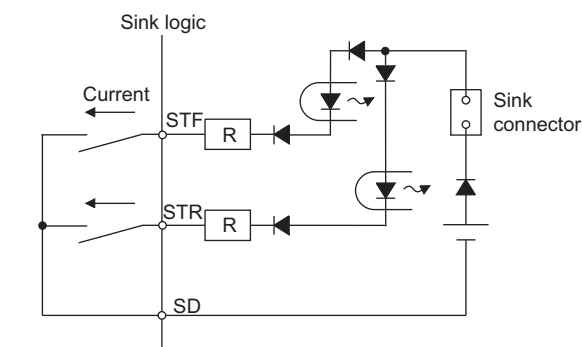 Sink logic
Current
STF
R
Sink
connector
STR
R
SD